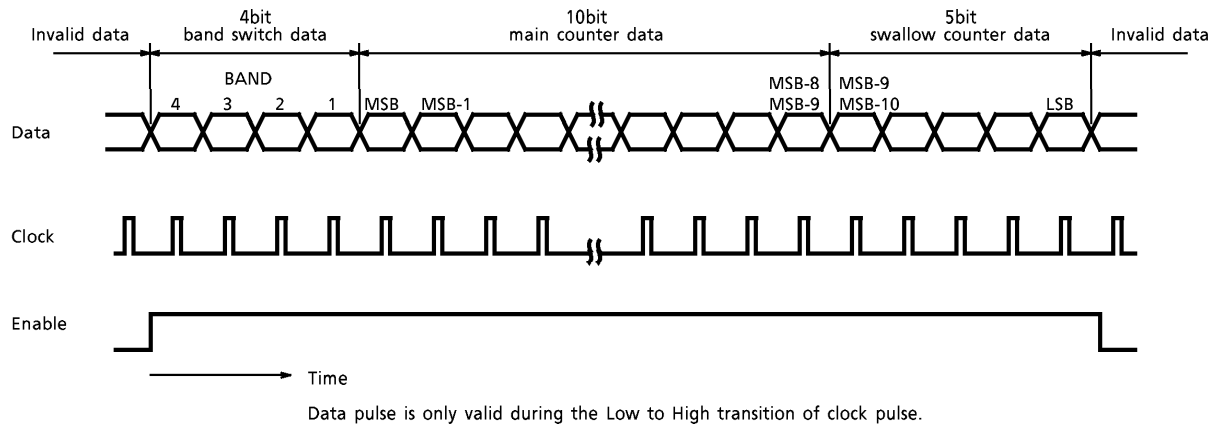 4bit 10bit 5bit
Invalid data band switch data main counter data swallow counter data Invalid data
BAND MSB-8 MSB-9
4 3 2 1 MSB MSB-1 MSB-9 MSB-10 LSB
Data
Clock
Enable
Time
Data pulse is only valid during the Low to High transition of clock pulse.